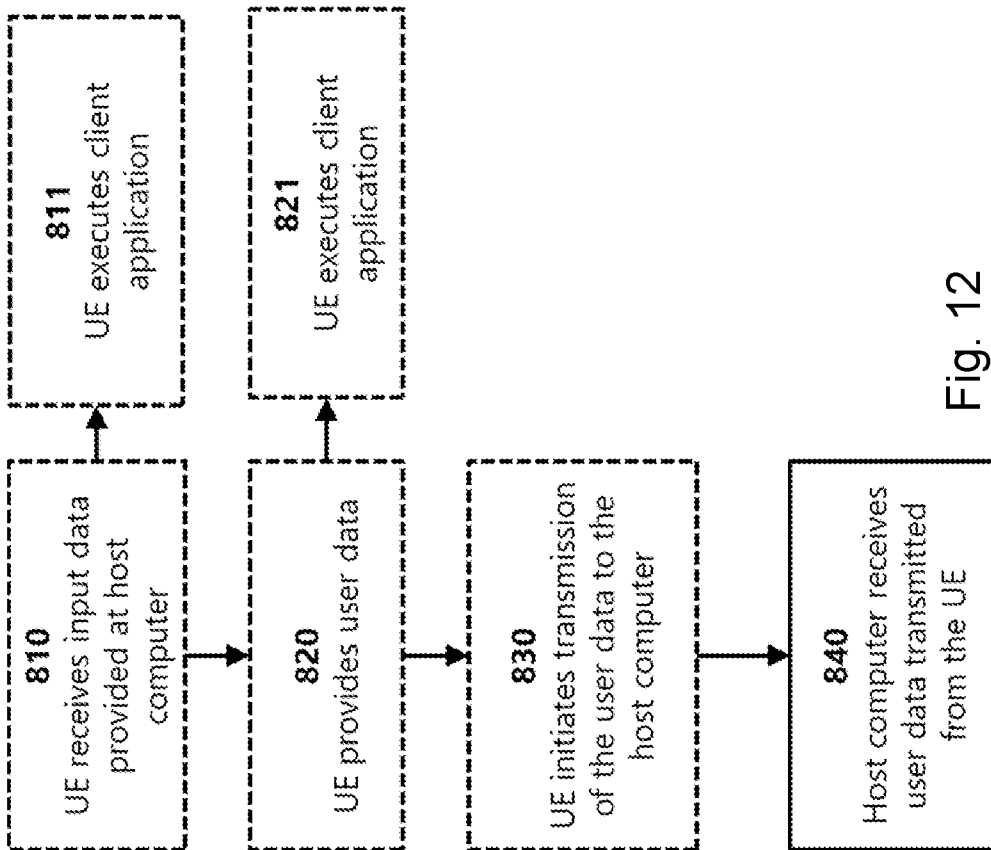 810
UE receives input data
provided at host
computer
811
UE executes client
application
820
UE provides user data
821
UE execute client
application
830
UE initiates transmission
of the user data to the
host computer
840
Host computer receives
user data transmitted
from the UE
Fig. 12